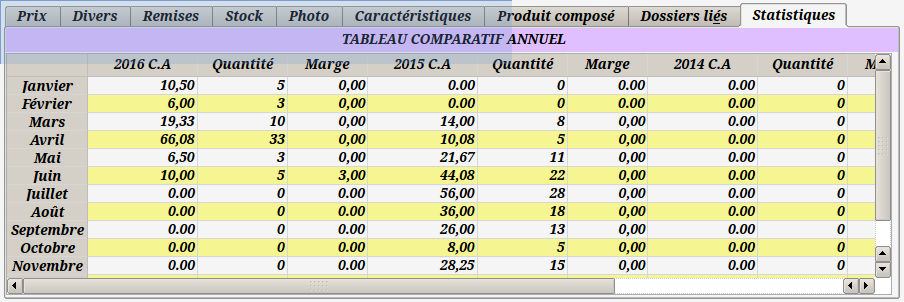 Prix Divers Remises Stock Photo Caractéristiques Produit composé Dossiers liés Statistiques
TABLEAU COMPARATIF ANNUEL
2016 C.A Quantité Marge 2015 C.A Quantité Marge 2014 C.A Quantité M
Janvier 10,50 5 0,00 0.00 0 0.00 0.00 0
Février 6,00 3 0,00 0.00 0 0.00 0.00 0
Mars 19,33 10 0,00 14,00 8 0,00 0.00 0
Avril 66,08 33 0,00 10,08 5 0,00 0.00 0
Mai 6,50 3 0,00 21,67 11 0,00 0.00 0
Juin 10,00 5 3,00 44,08 22 0,00 0.00 0
Juillet 0.00 0 0.00 56,00 28 0,00 0.00 0
Août 0.00 0 0.00 36,00 18 0,00 0.00 0
Septembre 0.00 0 0.00 26,00 13 0,00 0.00 0
Octobre 0.00 0 0.00 8,00 5 0,00 0.00 0
Novembre 0.00 0 0.00 28,25 15 0,00 0.00 0